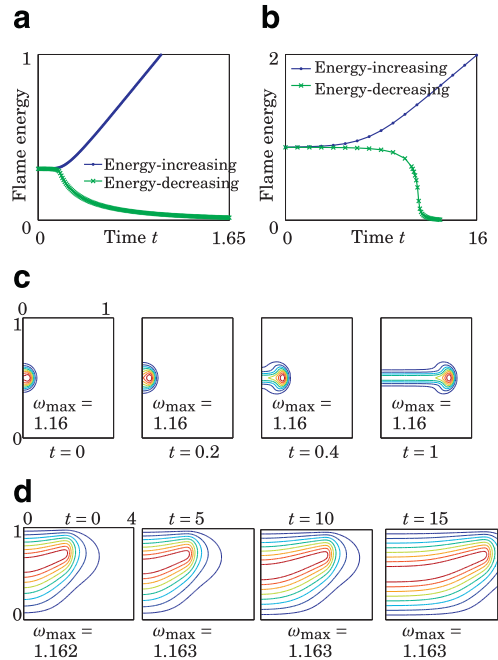 a
1
Flame energy
Energy-increasing
Energy-decreasing
0
0
Time t
1.65
b
2
Flame energy
Energy-increasing
Energy-decreasing
0
0
Time t
16
c
0 1
1
0
ωmax =
1.16
t = 0
ωmax =
1.16
t = 0.2
ωmax =
1.16
t = 0.4
ωmax =
1.16
t = 1
d
0 t = 0 4
1
0
ωmax =
1.162
t = 5
ωmax =
1.163
t = 10
ωmax =
1.163
t = 15
ωmax =
1.163